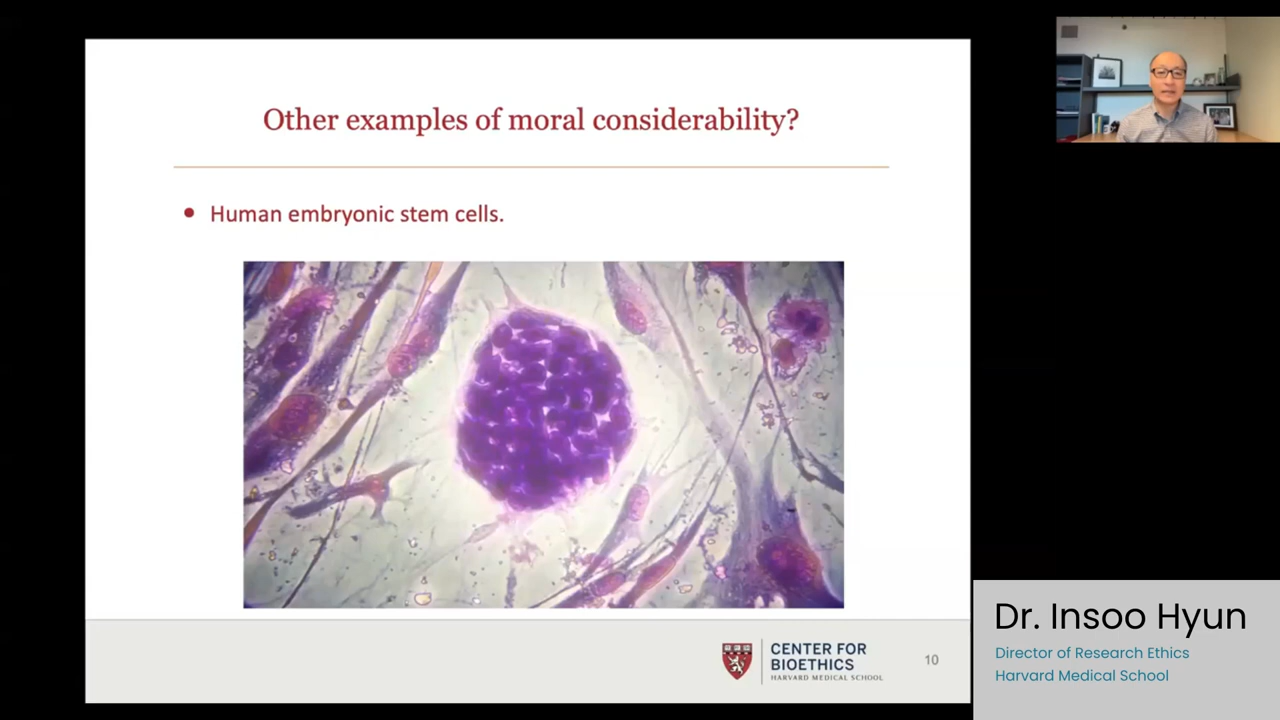 Other examples of moral considerability?
• Human embryonic stem cells.
CENTER FOR
BIOETHICS
HARVARD MEDICAL SCHOOL
10
Dr. Insoo Hyun
Director of Research Ethics
Harvard Medical School